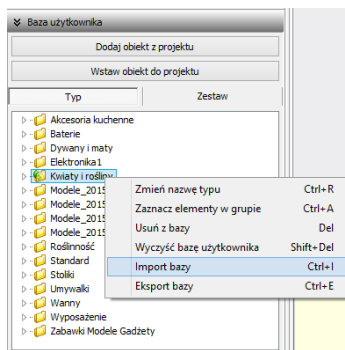 Baza użytkownika
Dodaj obiekt z projektu
Wstaw obiekt do projektu
Typ Zestaw
Akcesoria kuchenne
Baterie
Dywany i maty
Elektronika1
Kwiaty i rośliny
Modele_2015
Modele_2015
Modele_2015
Modele_2015
Roślinność
Standard
Stoliki
Umywalki
Wanny
Wyposażenie
Zabawki Modele Gadżety
Zmień nazwę typu Ctrl+R
Zaznacz elementy w grupie Ctrl+A
Usuń z bazy Del
Wyczyść bazę użytkownika Shift+Del
Import bazy Ctrl+I
Eksport bazy Ctrl+E